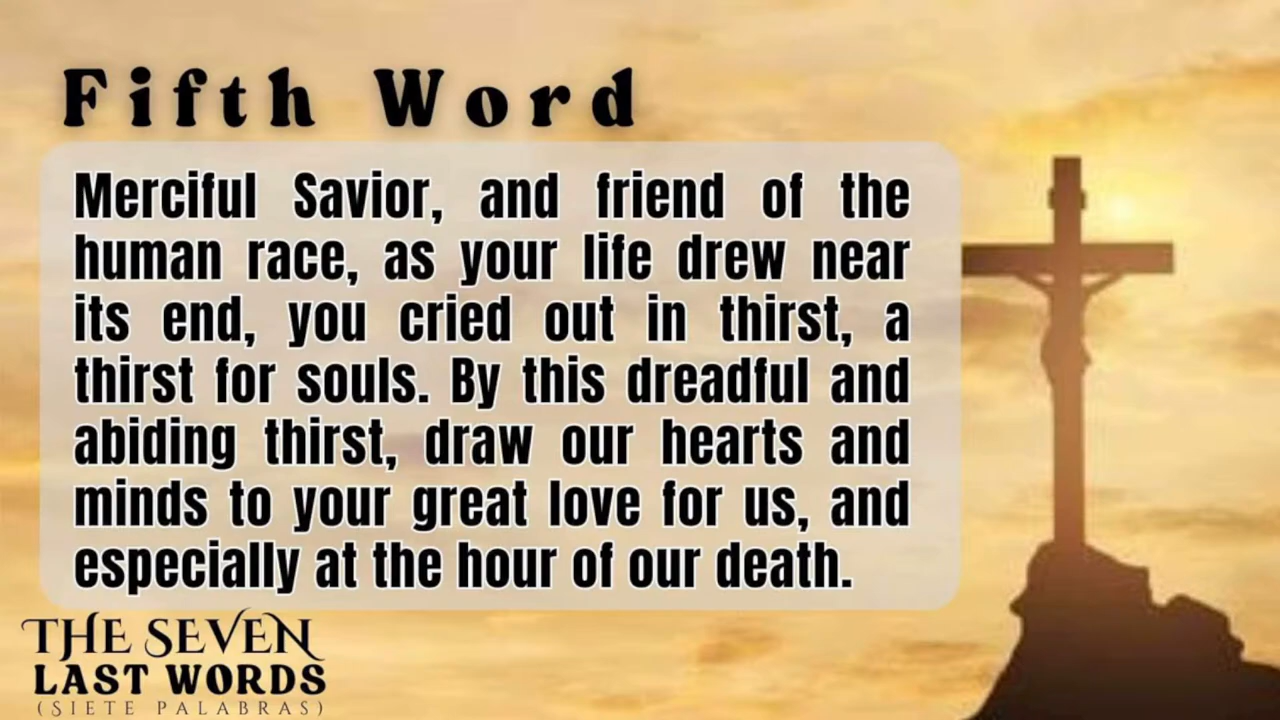 Fifth Word
Merciful Savior, and friend of the
human race, as your life drew near
its end, you cried out in thirst, a
thirst for souls. By this dreadful and
abiding thirst, draw our hearts and
minds to your great love for us, and
especially at the hour of our death.
THE SEVEN
LAST WORDS
(SIETE PALABRAS)